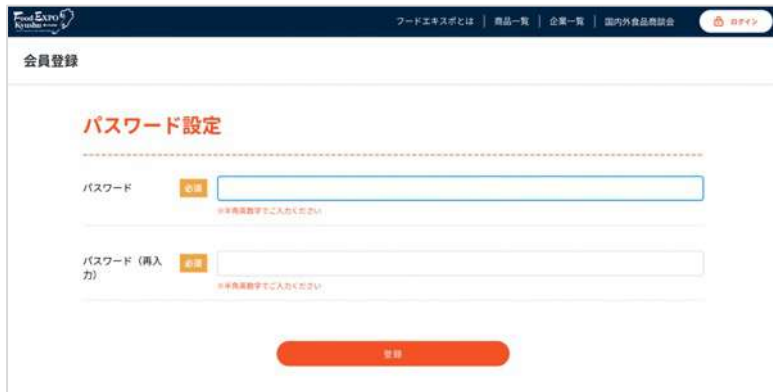 Food EXPO
Kyushu
フードエキスポとは | 商品一覧 | 企業一覧 | 国内外食品商談会
ログイン
会員登録
パスワード設定
パスワード 必須
※半角英数字でご入力ください
パスワード（再入
力） 必須
※半角英数字でご入力ください
登録